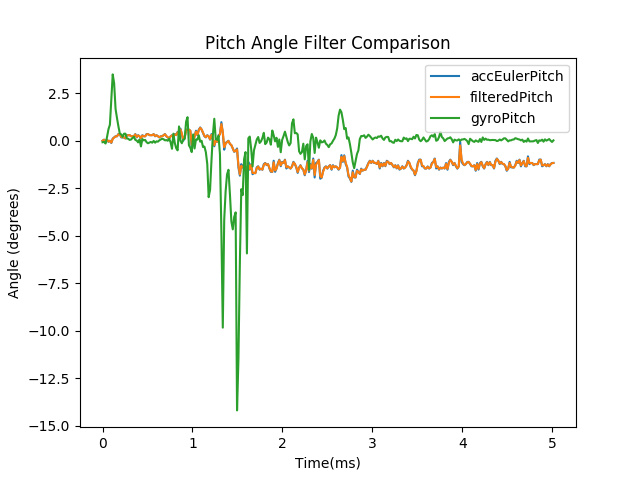 Pitch Angle Filter Comparison
accEulerPitch
filteredPitch
gyroPitch
2.5
0.0
−2.5
−5.0
−7.5
−10.0
−12.5
−15.0
Angle (degrees)
0 1 2 3 4 5
Time(ms)